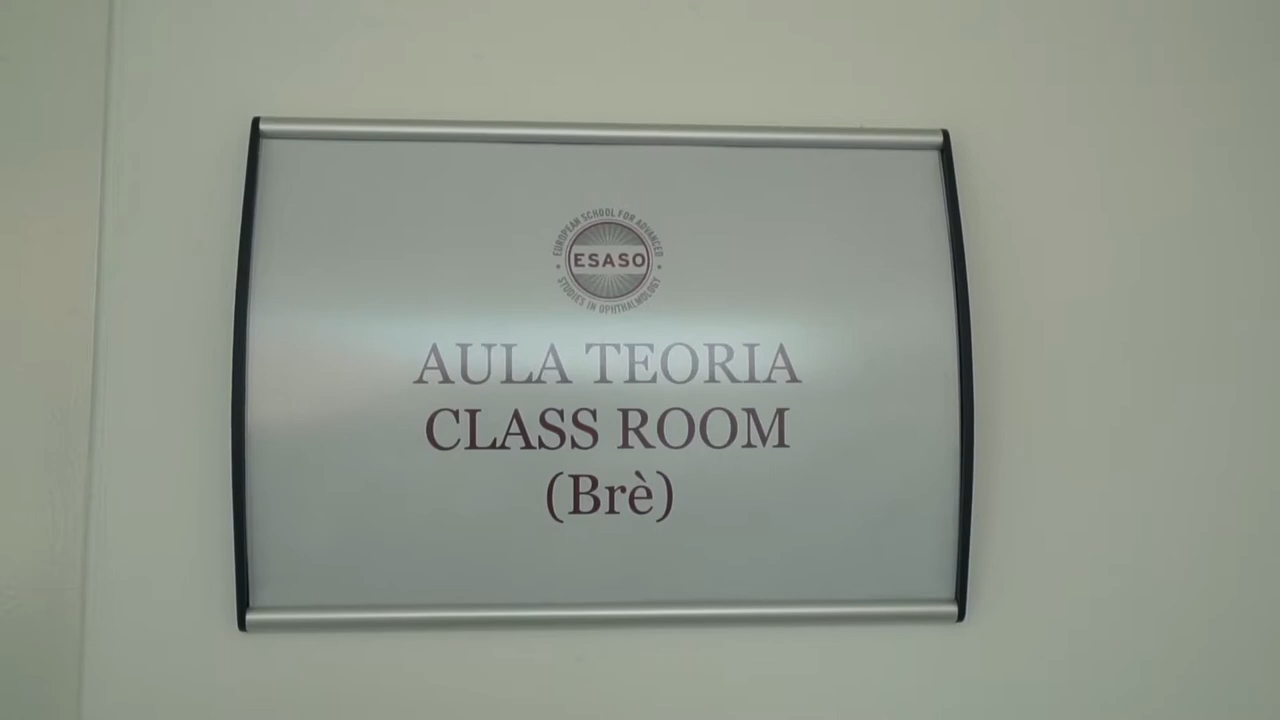 EUROPEAN SCHOOL FOR ADVANCED
ESASO
STUDIES IN OPHTHALMOLOGY
AULA TEORIA
CLASS ROOM
(Brè)